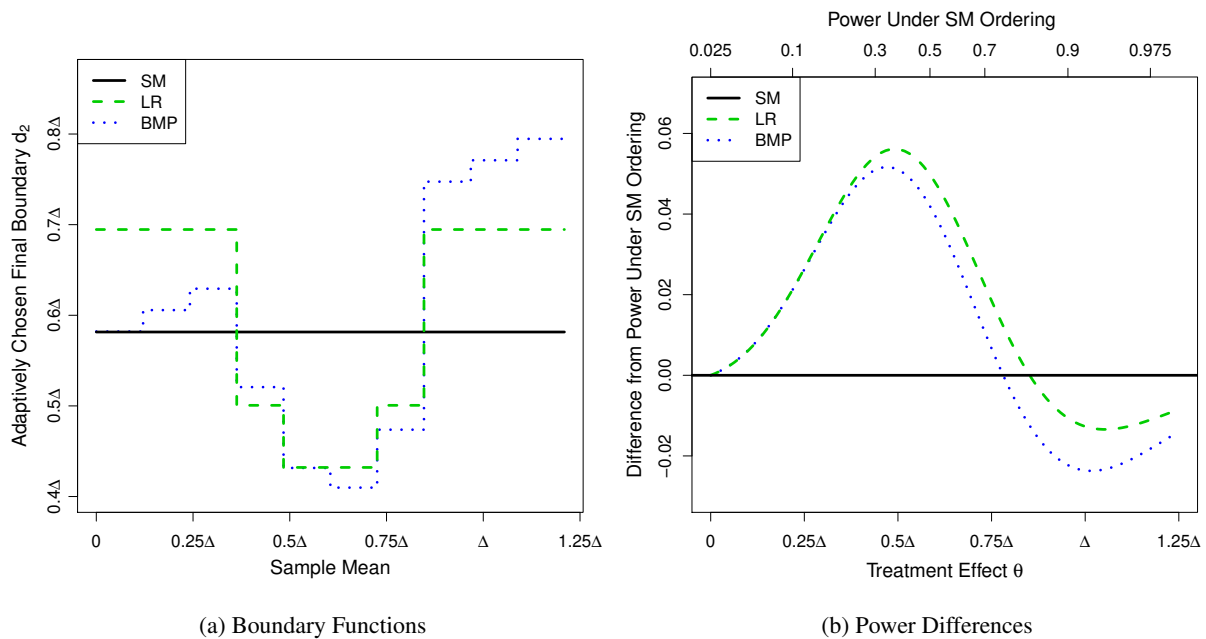 SM
LR
BMP
Adaptively Chosen Final Boundary d2
0.4Δ 0.5Δ 0.6Δ 0.7Δ 0.8Δ
0 0.25Δ 0.5Δ 0.75Δ Δ 1.25Δ
Sample Mean
(a) Boundary Functions
Power Under SM Ordering
0.025 0.1 0.3 0.5 0.7 0.9 0.975
SM
LR
BMP
Difference from Power Under SM Ordering
−0.02 0.00 0.02 0.04 0.06
0 0.25Δ 0.5Δ 0.75Δ Δ 1.25Δ
Treatment Effect θ
(b) Power Differences